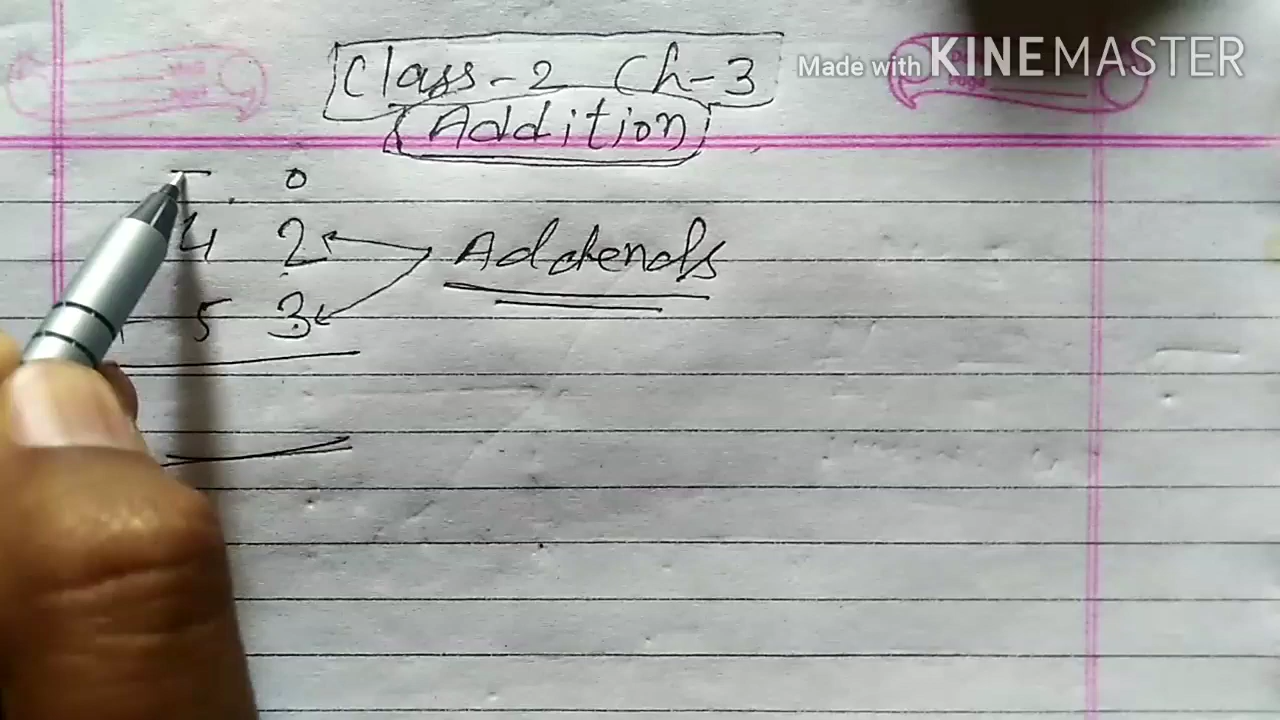 Made with KINEMASTER
Class-2 Ch-3
Addition
T O
4 2 Addends
+ 5 3